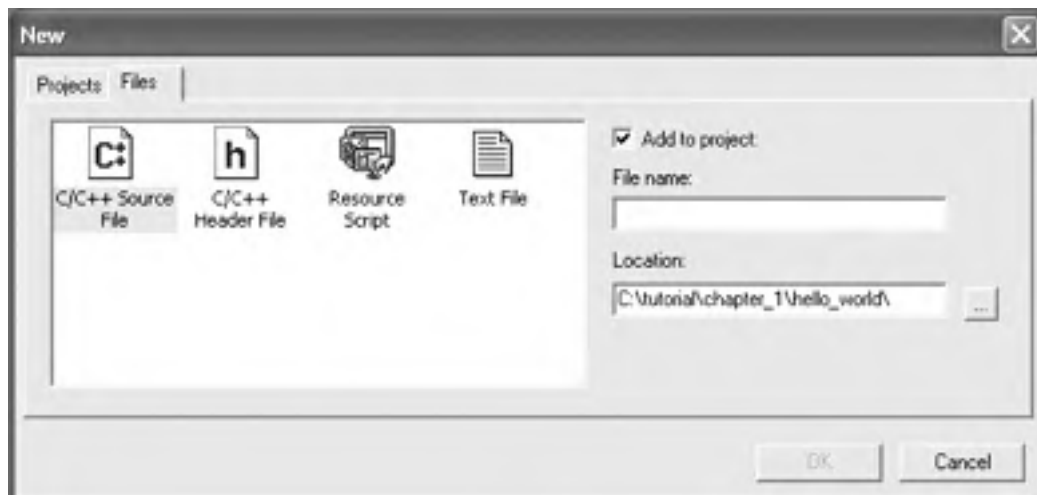 New
Projects Files
C/C++ Source
File
C/C++
Header File
Resource
Script
Text File
Add to project:
File name:
Location:
C:\tutorial\chapter_1\hello_world\
...
OK
Cancel